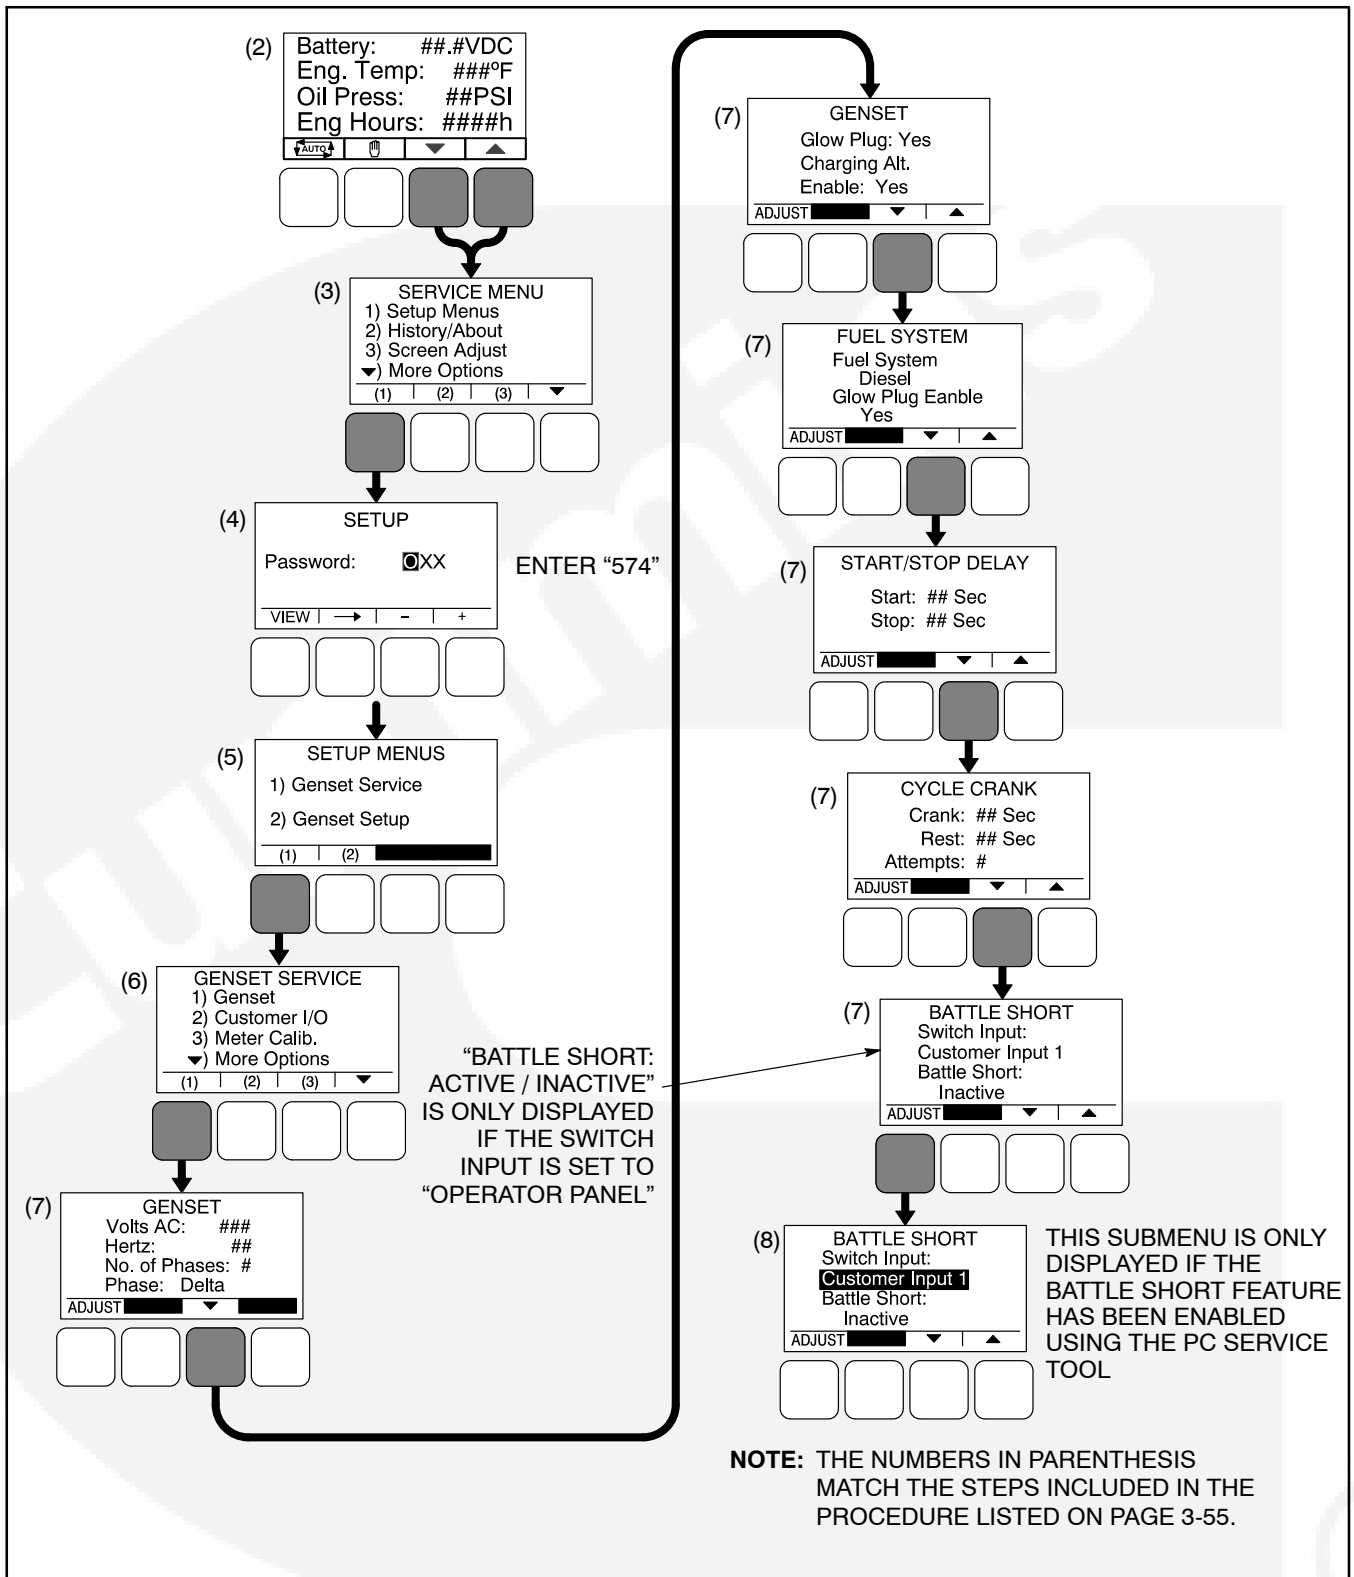 (2)
Battery: ##.#VDC
Eng. Temp: ###ºF
Oil Press: ##PSI
Eng Hours: ####h
AUTO
(3)
SERVICE MENU
1) Setup Menus
2) History/About
3) Screen Adjust
▼) More Options
(1) (2) (3) ▼
(4)
SETUP
Password: 0XX
ENTER “574”
VIEW → - +
(5)
SETUP MENUS
1) Genset Service
2) Genset Setup
(1) (2)
(6)
GENSET SERVICE
1) Genset
2) Customer I/O
3) Meter Calib.
▼) More Options
(1) (2) (3) ▼
(7)
GENSET
Volts AC: ###
Hertz: ##
No. of Phases: #
Phase: Delta
ADJUST ▼
(7)
GENSET
Glow Plug: Yes
Charging Alt.
Enable: Yes
ADJUST ▼ ▲
(7)
FUEL SYSTEM
Fuel System
Diesel
Glow Plug Eanble
Yes
ADJUST ▼ ▲
(7)
START/STOP DELAY
Start: ## Sec
Stop: ## Sec
ADJUST ▼ ▲
(7)
CYCLE CRANK
Crank: ## Sec
Rest: ## Sec
Attempts: #
ADJUST ▼ ▲
(7)
BATTLE SHORT
Switch Input:
Customer Input 1
Battle Short:
Inactive
ADJUST ▼ ▲
“BATTLE SHORT:
ACTIVE / INACTIVE”
IS ONLY DISPLAYED
IF THE SWITCH
INPUT IS SET TO
“OPERATOR PANEL”
(8)
BATTLE SHORT
Switch Input:
Customer Input 1
Battle Short:
Inactive
ADJUST ▼ ▲
THIS SUBMENU IS ONLY
DISPLAYED IF THE
BATTLE SHORT FEATURE
HAS BEEN ENABLED
USING THE PC SERVICE
TOOL
NOTE: THE NUMBERS IN PARENTHESIS
MATCH THE STEPS INCLUDED IN THE
PROCEDURE LISTED ON PAGE 3-55.
Cummins